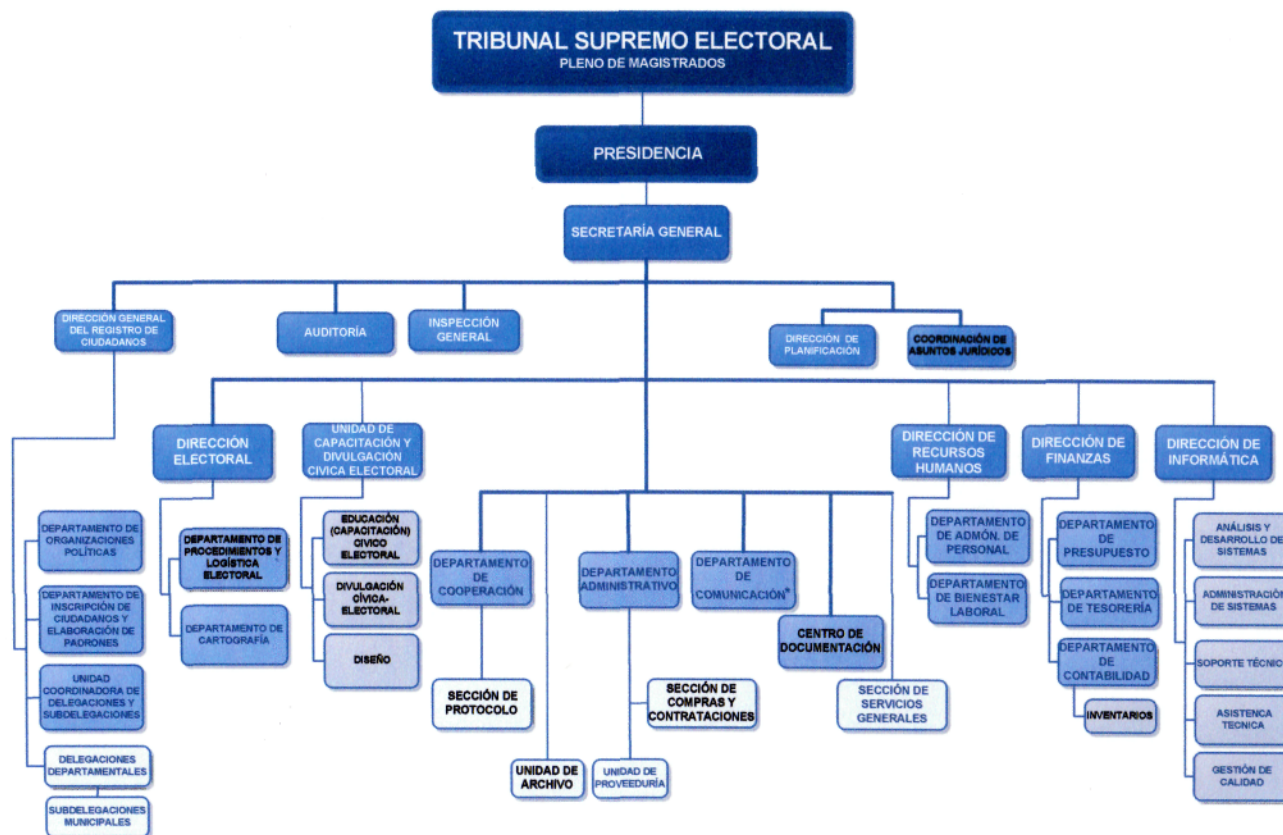 TRIBUNAL SUPREMO ELECTORAL
PLENO DE MAGISTRADOS
PRESIDENCIA
SECRETARÍA GENERAL
DIRECCIÓN GENERAL
DEL REGISTRO DE
CIUDADANOS
AUDITORÍA
INSPECCIÓN
GENERAL
DIRECCIÓN DE
PLANIFICACIÓN
COORDINACIÓN DE
ASUNTOS JURÍDICOS
DIRECCIÓN
ELECTORAL
UNIDAD DE
CAPACITACIÓN Y
DIVULGACIÓN
CIVICA ELECTORAL
DIRECCIÓN DE
RECURSOS
HUMANOS
DIRECCIÓN DE
FINANZAS
DIRECCIÓN DE
INFORMÁTICA
DEPARTAMENTO DE
ORGANIZACIONES
POLÍTICAS
DEPARTAMENTO DE
INSCRIPCIÓN DE
CIUDADANOS Y
ELABORACIÓN DE
PADRONES
UNIDAD
COORDINADORA DE
DELEGACIONES Y
SUBDELEGACIONES
DELEGACIONES
DEPARTAMENTALES
SUBDELEGACIONES
MUNICIPALES
DEPARTAMENTO DE
PROCEDIMIENTOS Y
LOGÍSTICA
ELECTORAL
DEPARTAMENTO DE
CARTOGRAFÍA
EDUCACIÓN
(CAPACITACIÓN)
CIVICO
ELECTORAL
DIVULGACIÓN
CÍVICA-
ELECTORAL
DISEÑO
DEPARTAMENTO
DE
COOPERACIÓN
SECCIÓN DE
PROTOCOLO
UNIDAD DE
ARCHIVO
DEPARTAMENTO
ADMINISTRATIVO
SECCIÓN DE
COMPRAS Y
CONTRATACIONES
UNIDAD DE
PROVEEDURÍA
DEPARTAMENTO
DE
COMUNICACIÓN*
CENTRO DE
DOCUMENTACIÓN
SECCIÓN DE
SERVICIOS
GENERALES
DEPARTAMENTO
DE ADMÓN. DE
PERSONAL
DEPARTAMENTO
DE BIENESTAR
LABORAL
DEPARTAMENTO
DE
PRESUPUESTO
DEPARTAMENTO
DE TESORERÍA
DEPARTAMENTO
DE
CONTABILIDAD
INVENTARIOS
ANÁLISIS Y
DESARROLLO DE
SISTEMAS
ADMINISTRACIÓN
DE SISTEMAS
SOPORTE TÉCNICO
ASISTENCA
TECNICA
GESTIÓN DE
CALIDAD